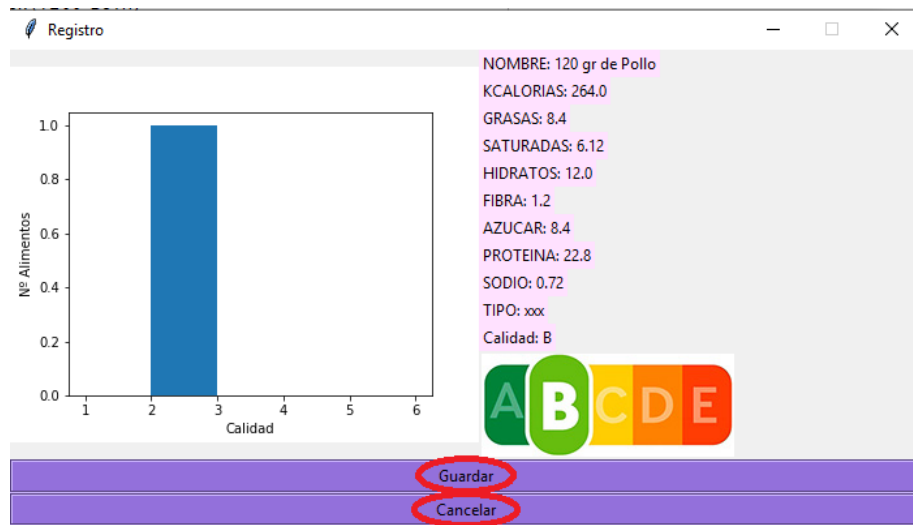 Registro
NOMBRE: 120 gr de Pollo
KCALORIAS: 264.0
GRASAS: 8.4
SATURADAS: 6.12
HIDRATOS: 12.0
FIBRA: 1.2
AZUCAR: 8.4
PROTEINA: 22.8
SODIO: 0.72
TIPO: xxx
Calidad: B
1.0
0.8
0.6
0.4
0.2
0.0
Nº Alimentos
1 2 3 4 5 6
Calidad
A B C D E
Guardar
Cancelar